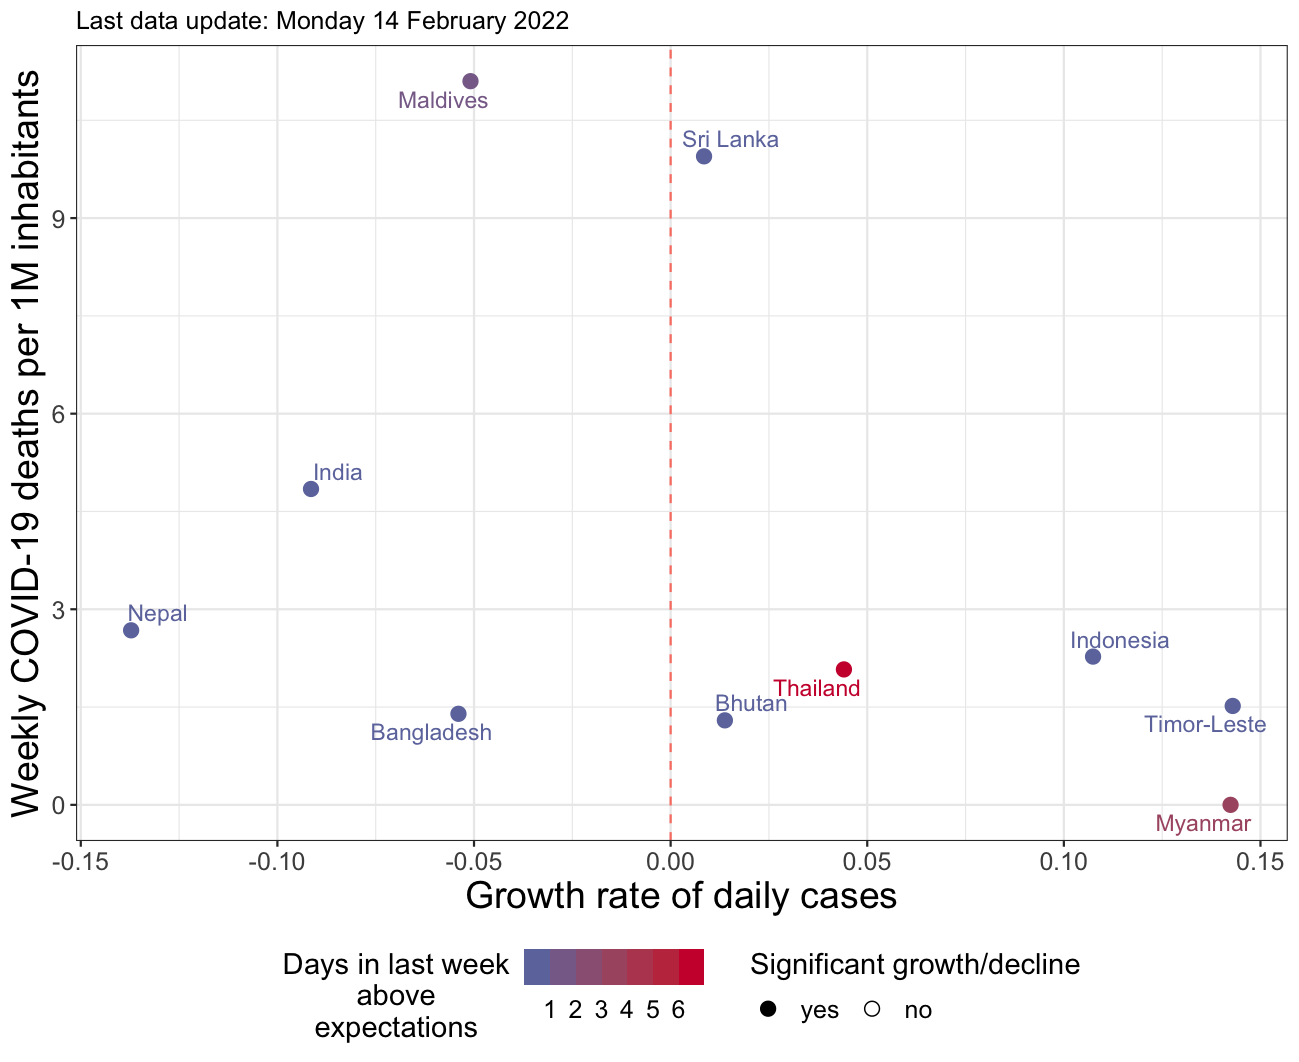 Last data update: Monday 14 February 2022
Weekly COVID-19 deaths per 1M inhabitants
9
6
3
0
Maldives
Sri Lanka
India
Nepal
Indonesia
Thailand
Bhutan
Timor-Leste
Bangladesh
Myanmar
-0.15 -0.10 -0.05 0.00 0.05 0.10 0.15
Growth rate of daily cases
Days in last week
above
expectations
1 2 3 4 5 6
Significant growth/decline
yes no